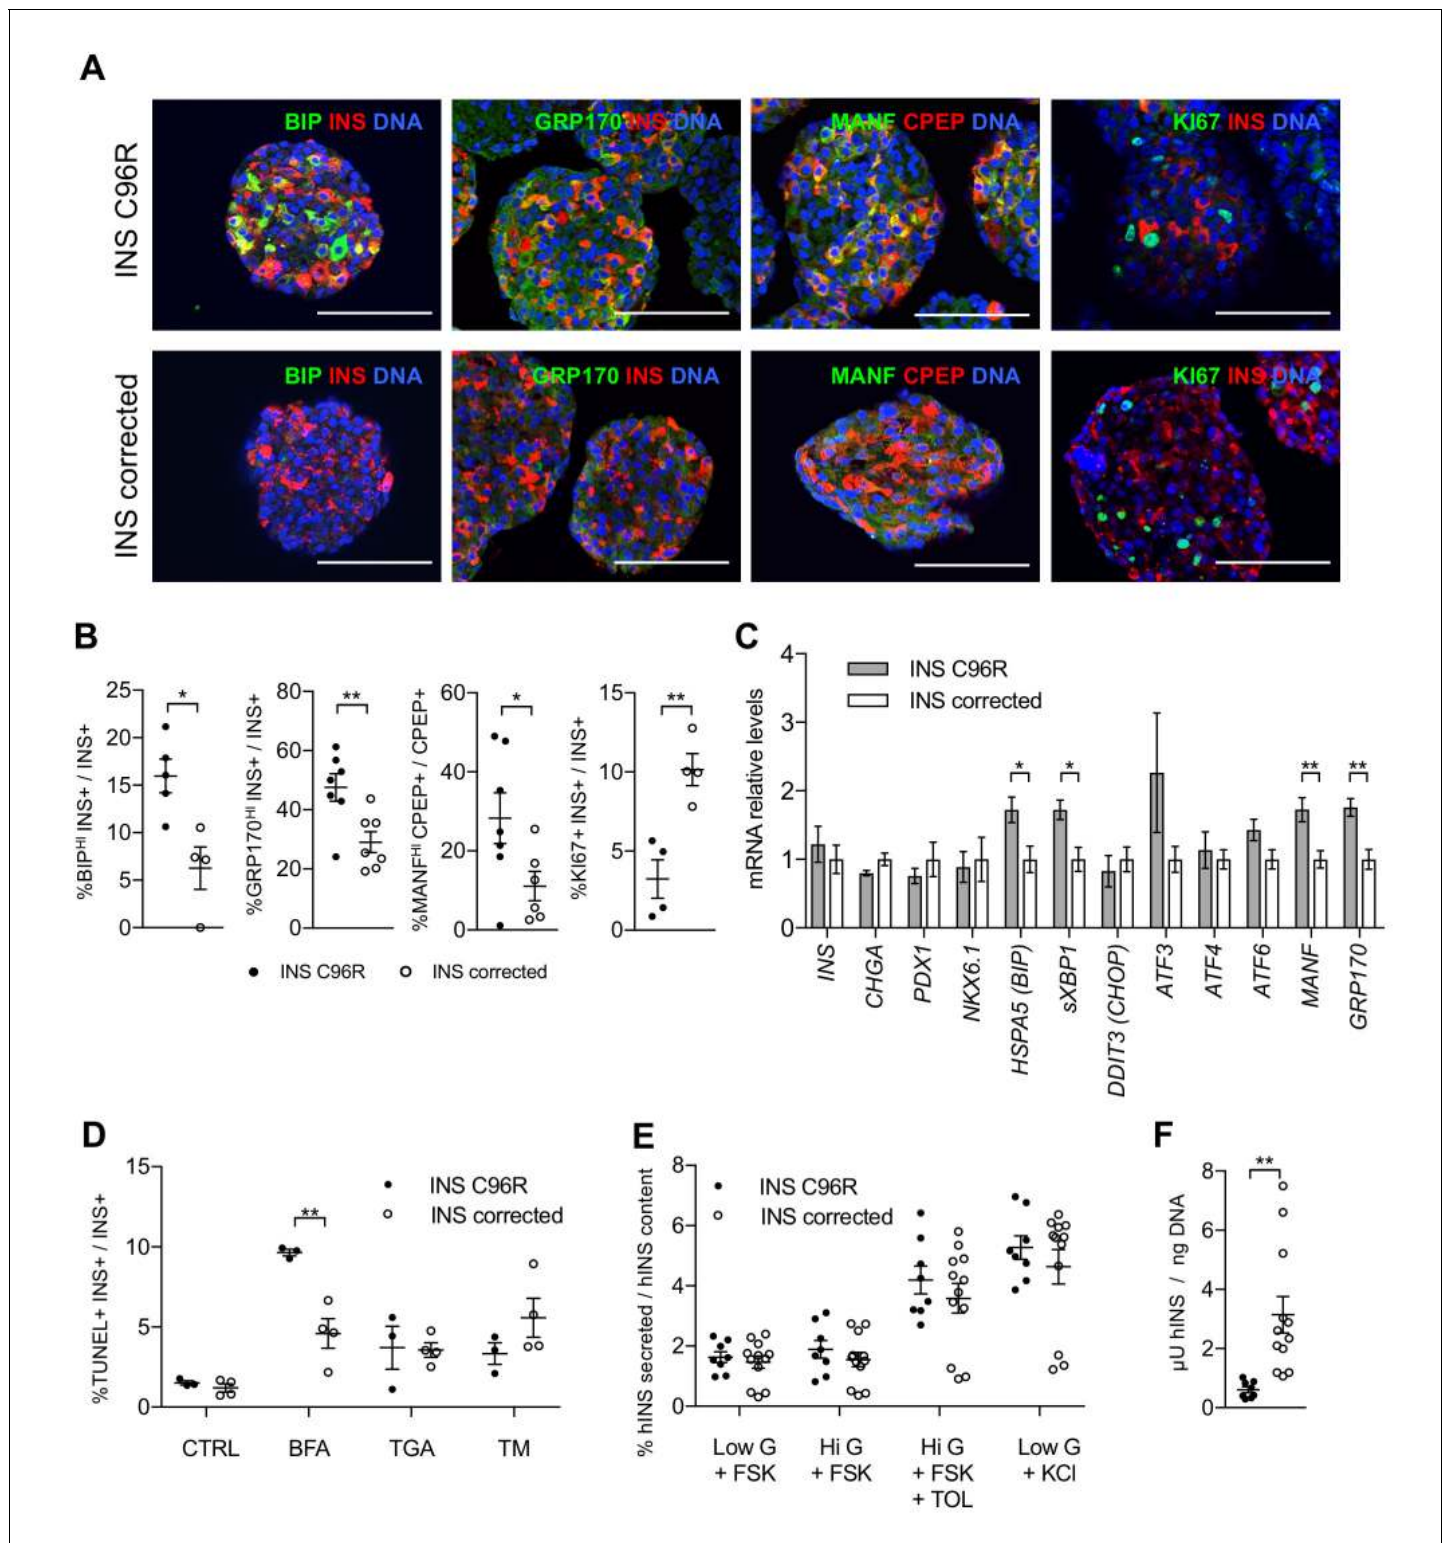 A
BIP INS DNA
GRP170 INS DNA
MANF CPEP DNA
KI67 INS DNA
INS C96R
BIP INS DNA
GRP170 INS DNA
MANF CPEP DNA
KI67 INS DNA
INS corrected
B
%BIPHI INS+ / INS+
25
20
15
10
5
0
*
%GRP170HI INS+ / INS+
80
60
40
20
0
**
%MANFHI CPEP+ / CPEP+
60
40
20
0
*
%KI67+ INS+ / INS+
15
10
5
0
**
INS C96R
INS corrected
C
mRNA relative levels
4
3
2
1
0
INS C96R
INS corrected
*
*
**
**
INS
CHGA
PDX1
NKX6.1
HSPA5 (BIP)
sXBP1
DDIT3 (CHOP)
ATF3
ATF4
ATF6
MANF
GRP170
D
%TUNEL+ INS+ / INS+
15
10
5
0
INS C96R
INS corrected
**
CTRL
BFA
TGA
TM
E
% hINS secreted / hINS content
8
6
4
2
0
INS C96R
INS corrected
Low G
+ FSK
Hi G
+ FSK
Hi G
+ FSK
+ TOL
Low G
+ KCl
F
µU hINS / ng DNA
8
6
4
2
0
**